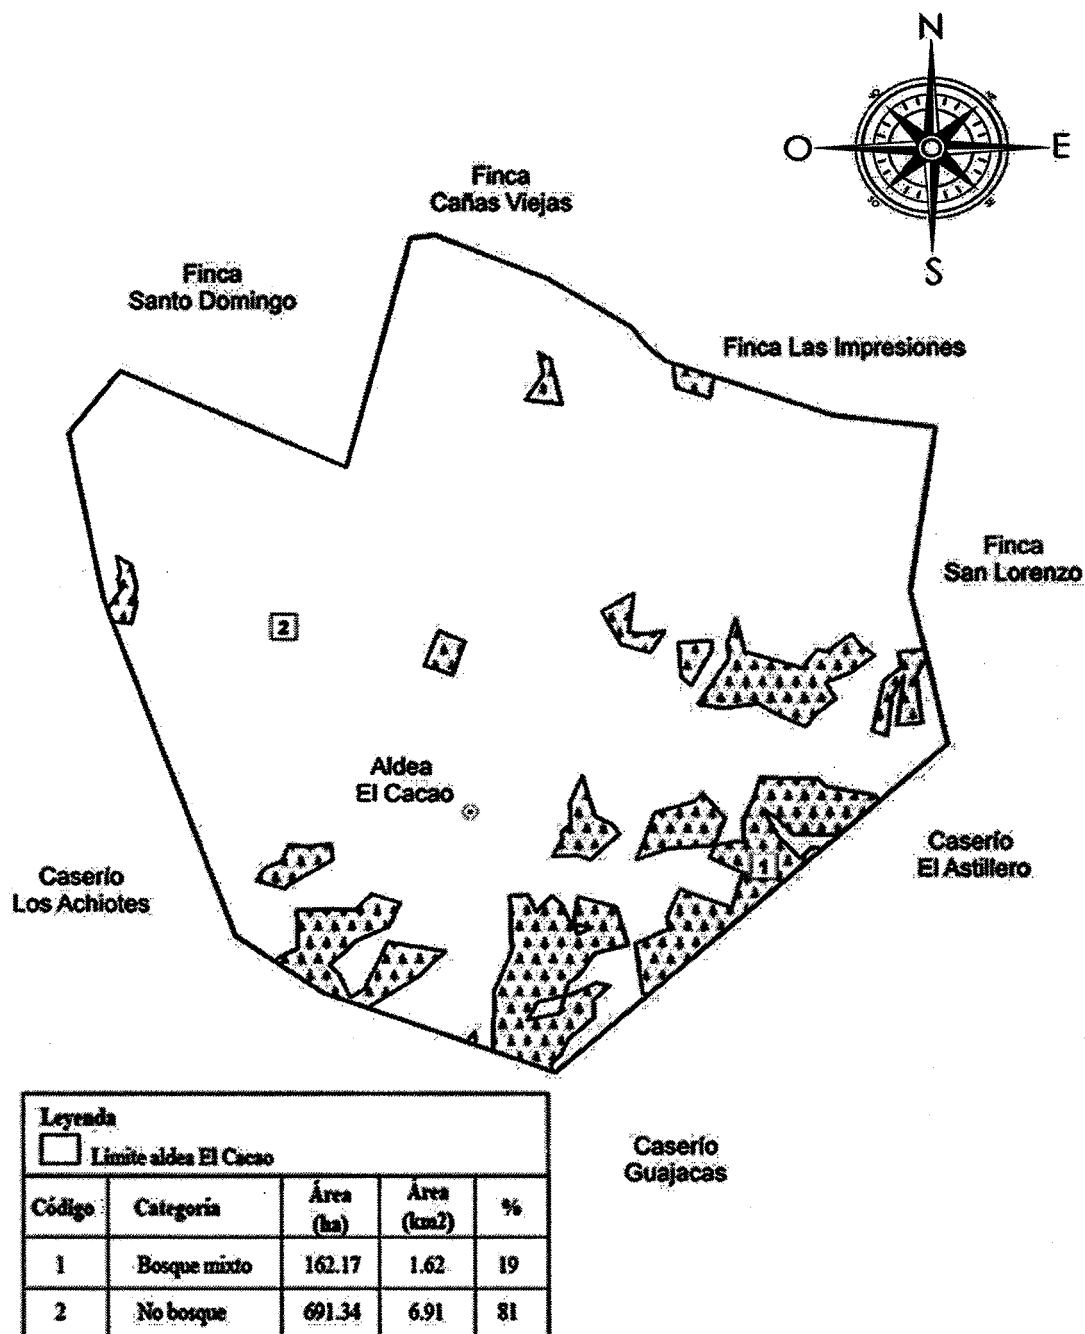 N
O
E
S
Finca
Cañas Viejas
Finca
Santo Domingo
Finca Las Impresiones
Finca
San Lorenzo
2
Aldea
El Cacao
1
Caserío
El Astillero
Caserío
Los Achiotes
Caserío
Guajacas
Leyenda
Limite aldea El Cacao
Código Categoria Área (ha) Área (km2) %
1 Bosque mixto 162.17 1.62 19
2 No bosque 691.34 6.91 81